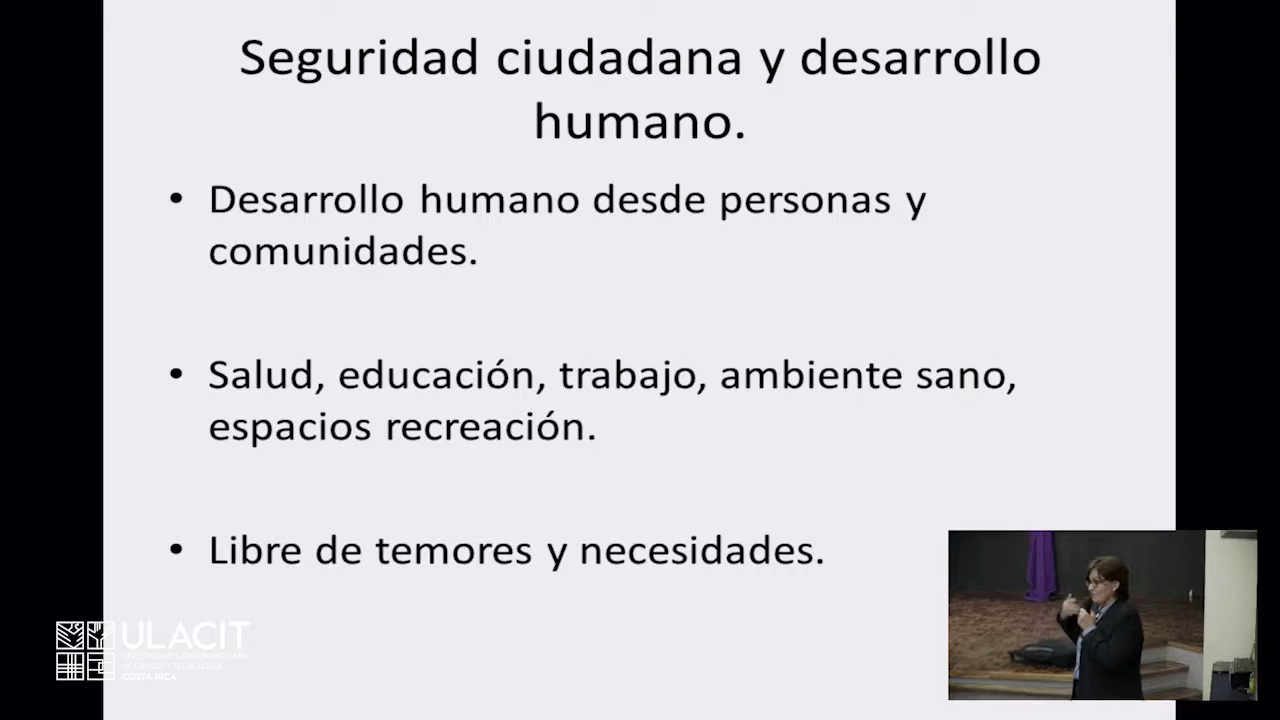 Seguridad ciudadana y desarrollo
humano.
• Desarrollo humano desde personas y
comunidades.
• Salud, educación, trabajo, ambiente sano,
espacios recreación.
• Libre de temores y necesidades.
ULACIT
COSTA RICA